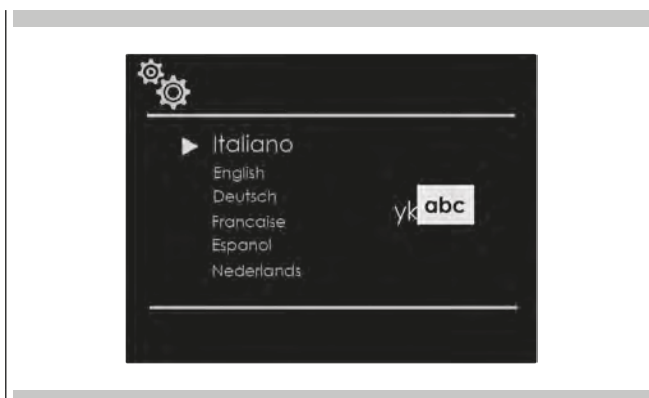 Italiano
English
Deutsch
Francaise
Espanol
Nederlands
yk abc